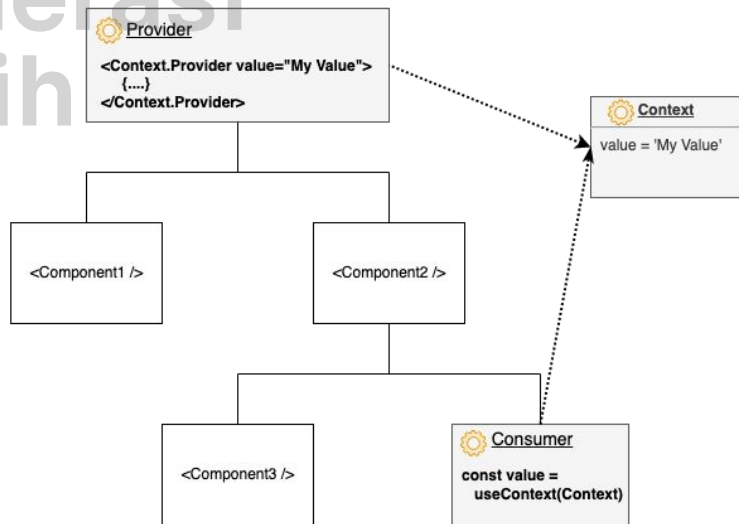 Provider
<Context.Provider value="My Value">
{....}
</Context.Provider>
Context
value = 'My Value'
<Component1 />
<Component2 />
<Component3 />
Consumer
const value =
useContext(Context)